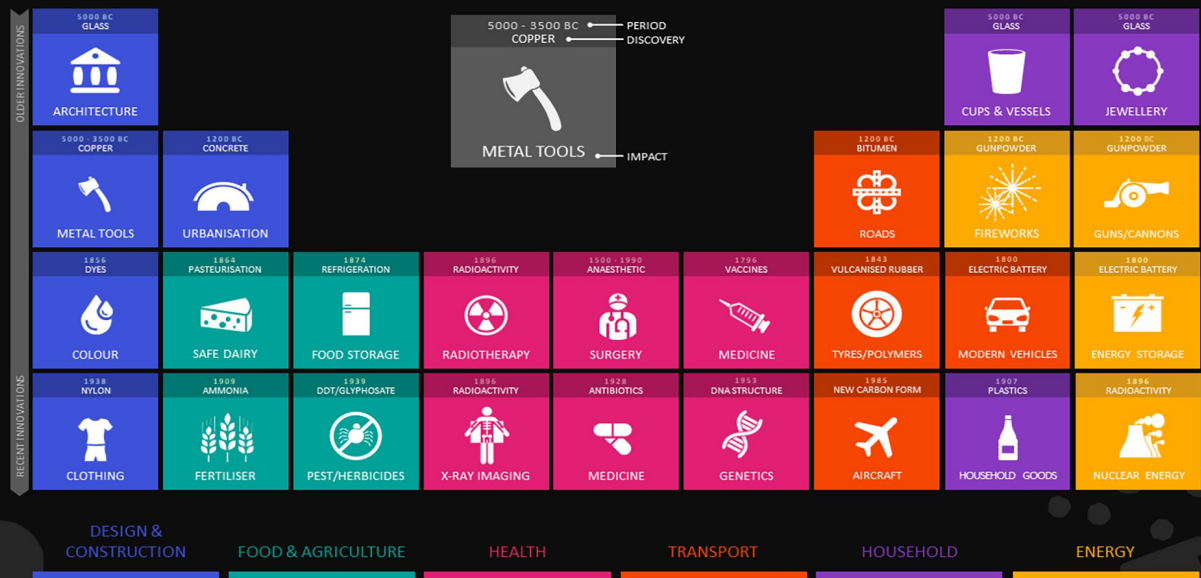 OLDER INNOVATIONS
5000 BC
GLASS
ARCHITECTURE
5000 - 3500 BC
COPPER
METAL TOOLS
PERIOD
DISCOVERY
IMPACT
5000 BC
GLASS
CUPS & VESSELS
5000 BC
GLASS
JEWELLERY
5000 - 3500 BC
COPPER
METAL TOOLS
1200 BC
CONCRETE
URBANISATION
1200 BC
BITUMEN
ROADS
1200 BC
GUNPOWDER
FIREWORKS
1200 BC
GUNPOWDER
GUNS/CANNONS
1856
DYES
COLOUR
1864
PASTEURISATION
SAFE DAIRY
1874
REFRIGERATION
FOOD STORAGE
1896
RADIOACTIVITY
RADIOTHERAPY
1500 - 1990
ANAESTHETIC
SURGERY
1796
VACCINES
MEDICINE
1843
VULCANISED RUBBER
TYRES/POLYMERS
1800
ELECTRIC BATTERY
MODERN VEHICLES
1800
ELECTRIC BATTERY
ENERGY STORAGE
RECENT INNOVATIONS
1938
NYLON
CLOTHING
1909
AMMONIA
FERTILISER
1939
DDT/GLYPHOSATE
PEST/HERBICIDES
1896
RADIOACTIVITY
X-RAY IMAGING
1928
ANTIBIOTICS
MEDICINE
1953
DNA STRUCTURE
GENETICS
1985
NEW CARBON FORM
AIRCRAFT
1907
PLASTICS
HOUSEHOLD GOODS
1896
RADIOACTIVITY
NUCLEAR ENERGY
DESIGN &
CONSTRUCTION
FOOD & AGRICULTURE
HEALTH
TRANSPORT
HOUSEHOLD
ENERGY